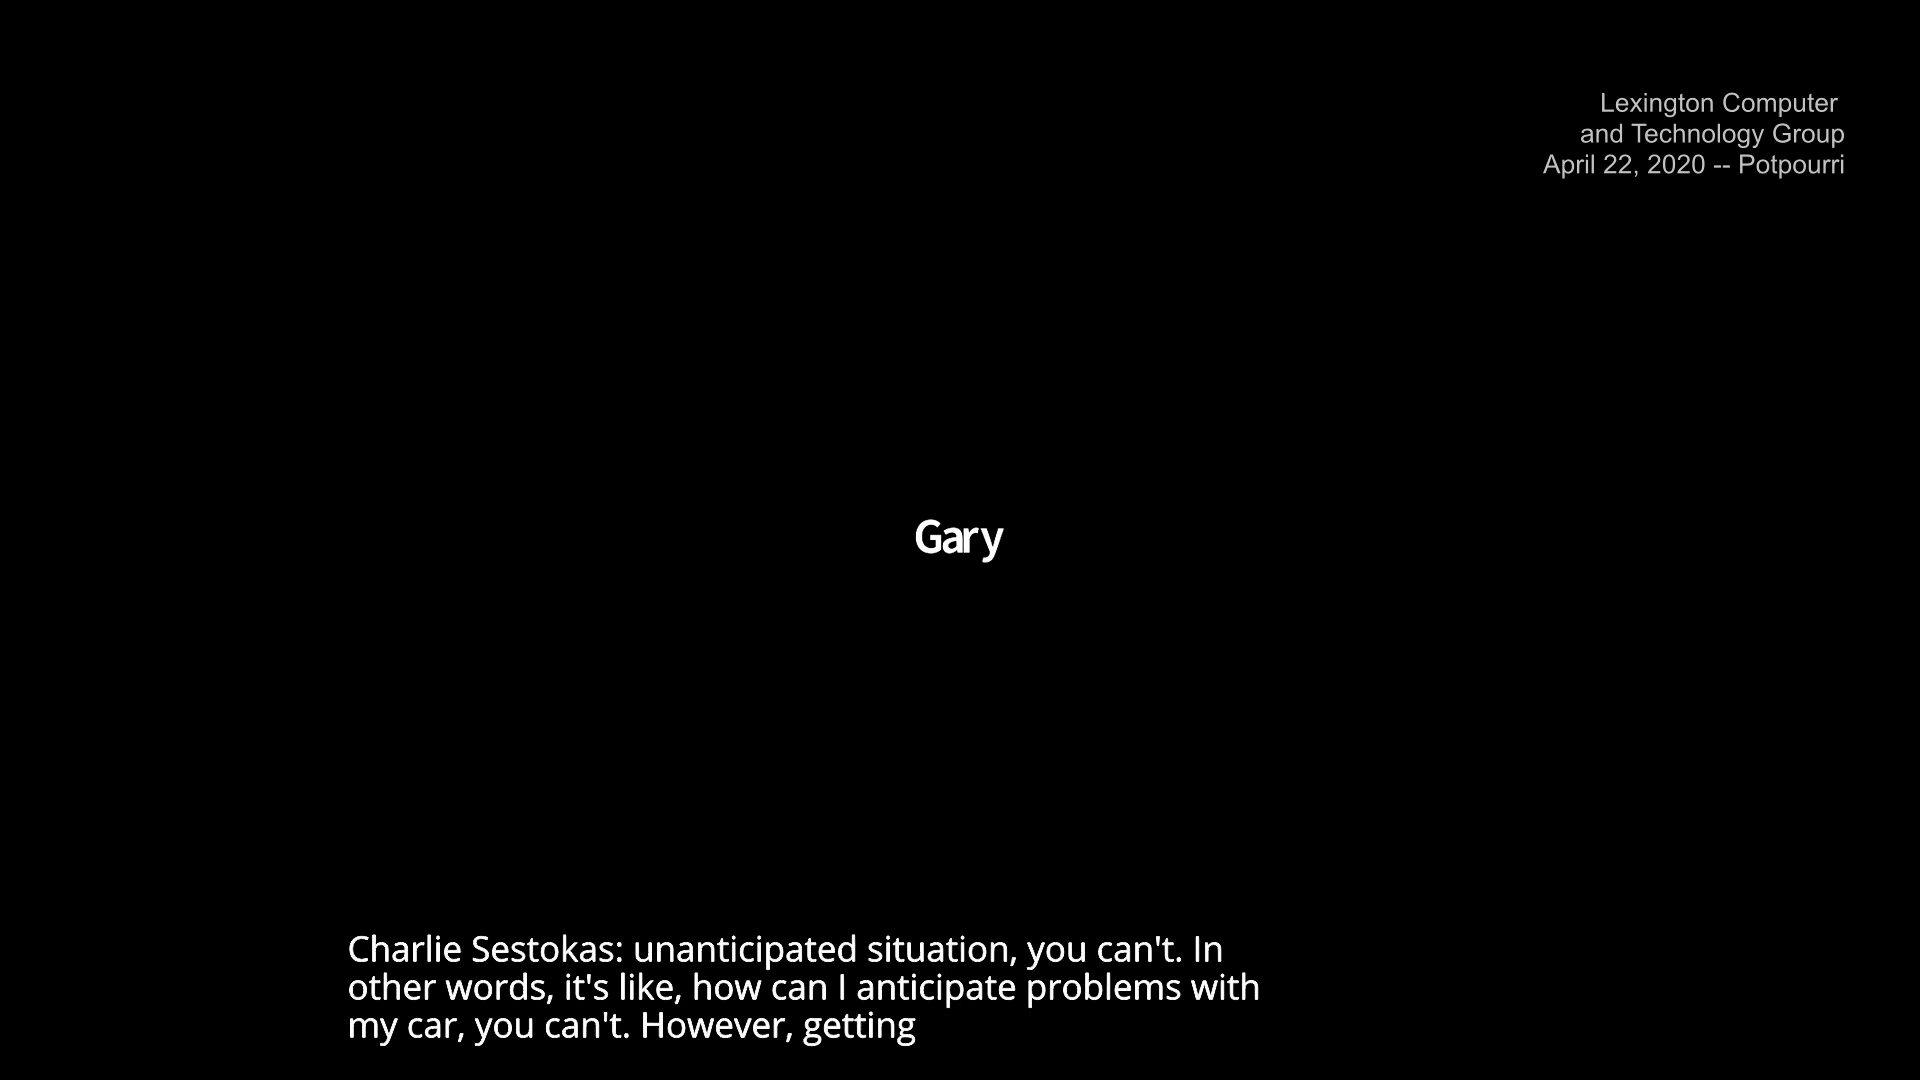 Lexington Computer
and Technology Group
April 22, 2020 -- Potpourri
Gary
Charlie Sestokas: unanticipated situation, you can't. In
other words, it's like, how can I anticipate problems with
my car, you can't. However, getting